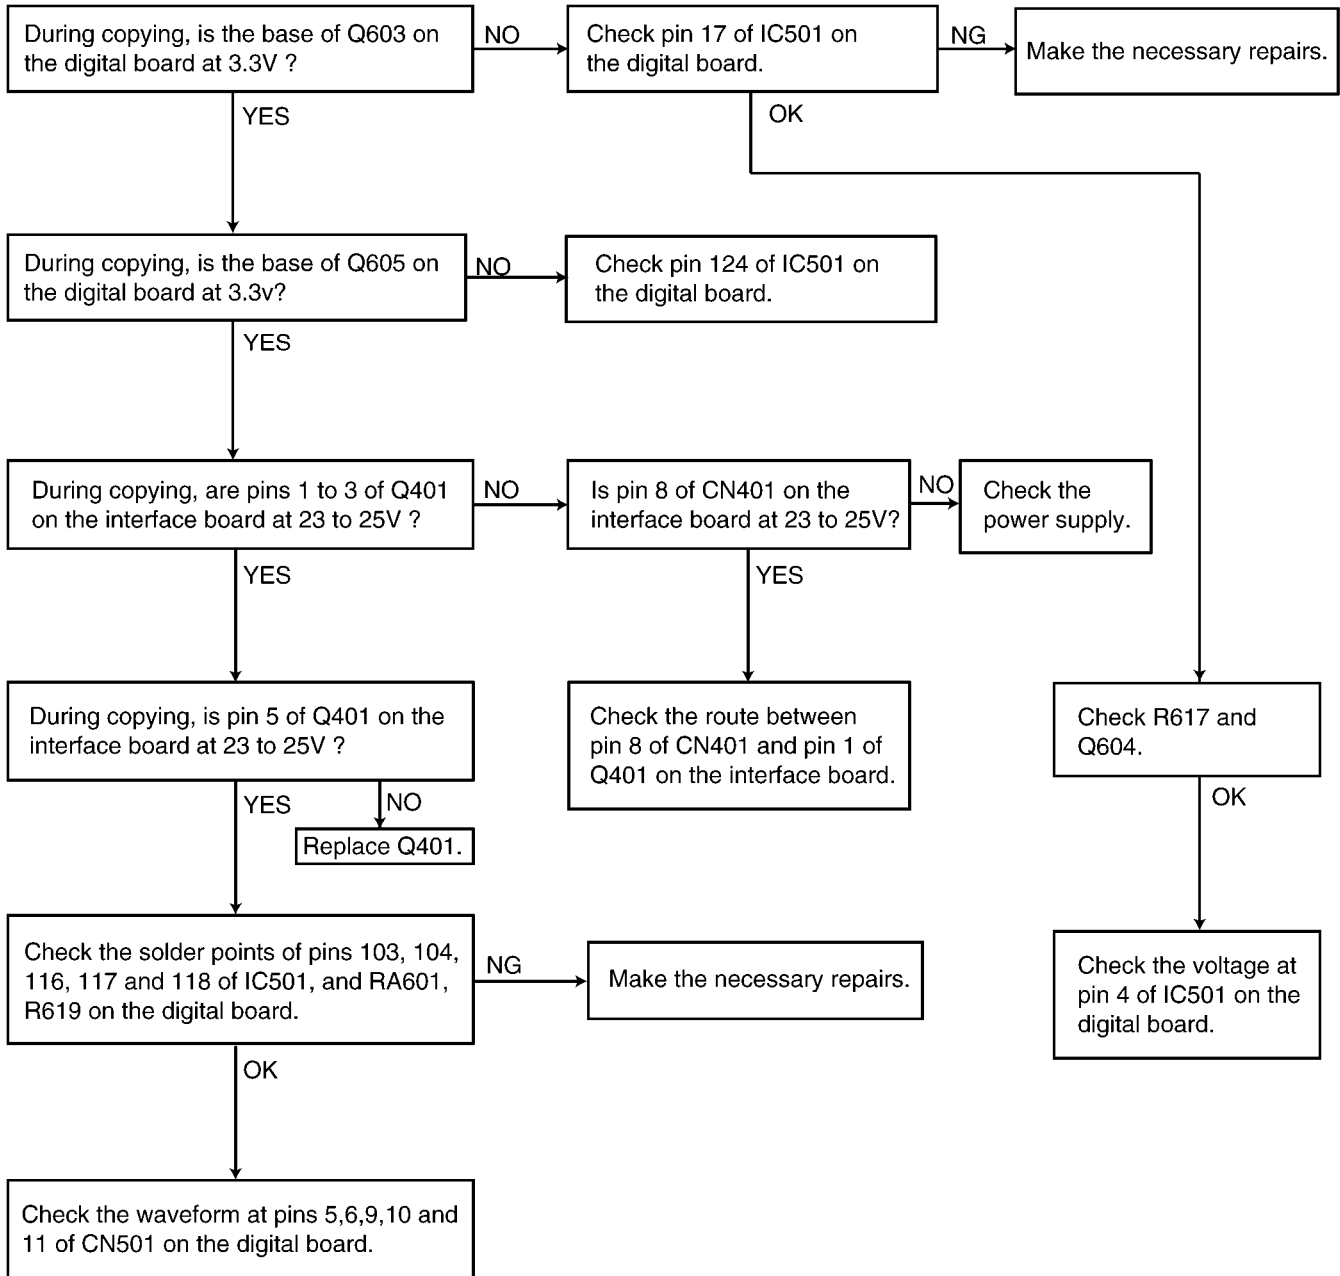 During copying, is the base of Q603 on
the digital board at 3.3V ?
NO
Check pin 17 of IC501 on
the digital board.
NG
Make the necessary repairs.
YES
OK
During copying, is the base of Q605 on
the digital board at 3.3v?
NO
Check pin 124 of IC501 on
the digital board.
YES
During copying, are pins 1 to 3 of Q401
on the interface board at 23 to 25V ?
NO
Is pin 8 of CN401 on the
interface board at 23 to 25V?
NO
Check the
power supply.
YES
YES
During copying, is pin 5 of Q401 on the
interface board at 23 to 25V ?
Check the route between
pin 8 of CN401 and pin 1 of
Q401 on the interface board.
Check R617 and
Q604.
YES
NO
OK
Replace Q401.
Check the solder points of pins 103, 104,
116, 117 and 118 of IC501, and RA601,
R619 on the digital board.
NG
Make the necessary repairs.
Check the voltage at
pin 4 of IC501 on the
digital board.
OK
Check the waveform at pins 5,6,9,10 and
11 of CN501 on the digital board.